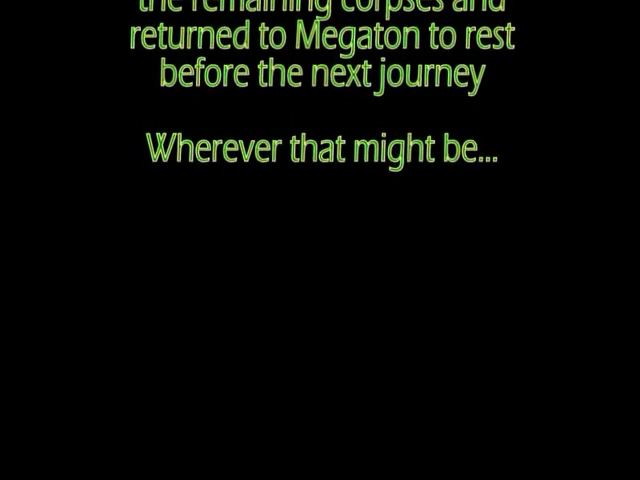 the remaining corpses and
returned to Megaton to rest
before the next journey
Wherever that might be...